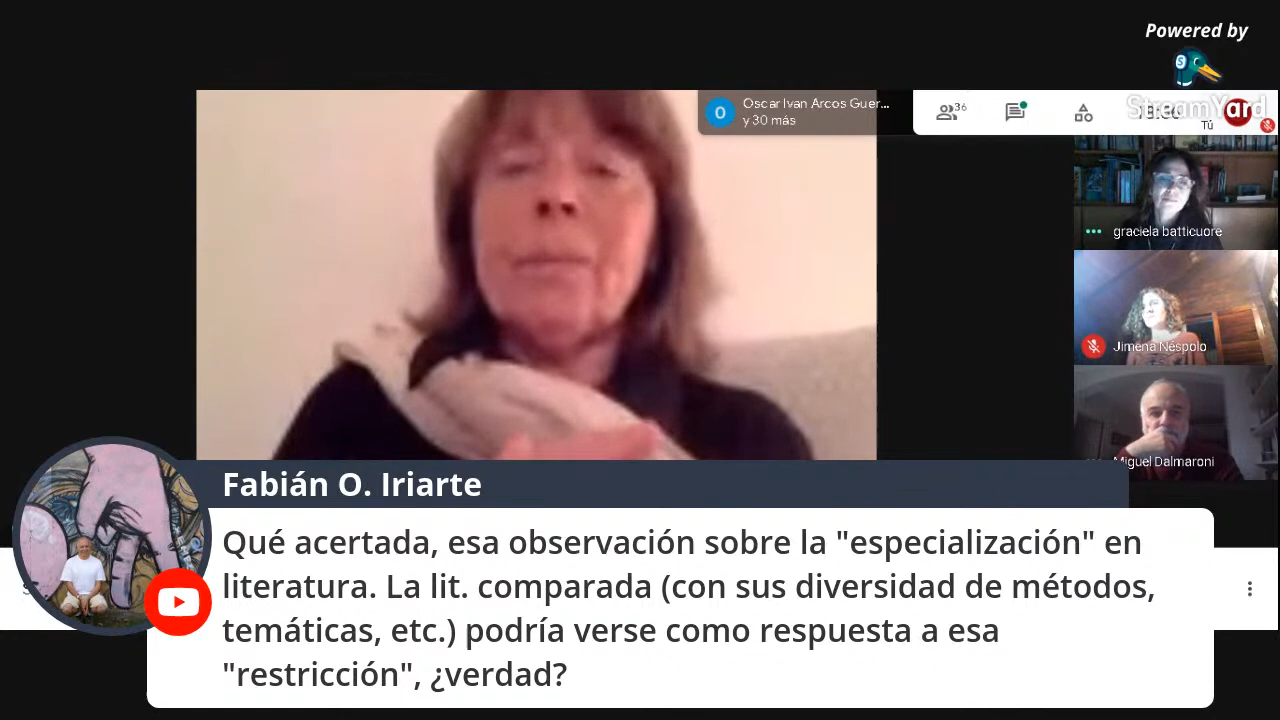 Powered by
StreamYard
Oscar Ivan Arcos Guer...
y 30 más
36
Tú
graciela batticuore
Jimena Néspolo
Miguel Dalmaroni
Fabián O. Iriarte
Qué acertada, esa observación sobre la "especialización" en
literatura. La lit. comparada (con sus diversidad de métodos,
temáticas, etc.) podría verse como respuesta a esa
"restricción", ¿verdad?